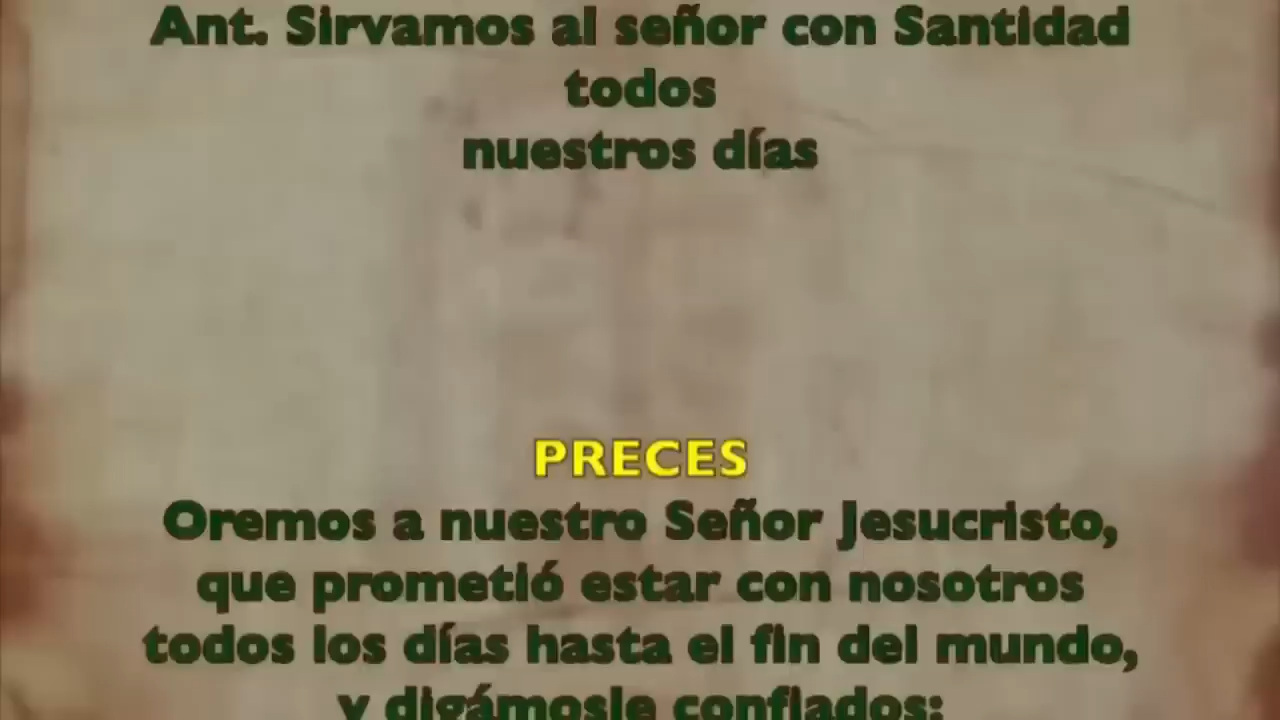 Ant. Sirvamos al señor con Santidad
todos
nuestros días
PRECES
Oremos a nuestro Señor Jesucristo,
que prometió estar con nosotros
todos los días hasta el fin del mundo,
y digámosle confiados: